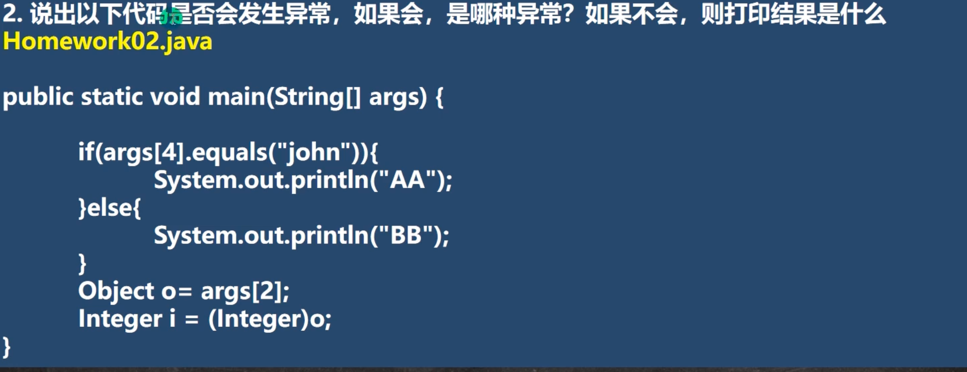 2. 说出以下代码是否会发生异常，如果会，是哪种异常？如果不会，则打印结果是什么
Homework02.java
public static void main(String[] args) {
if(args[4].equals("john")){
System.out.println("AA");
}else{
System.out.println("BB");
}
Object o= args[2];
Integer i = (Integer)o;
}